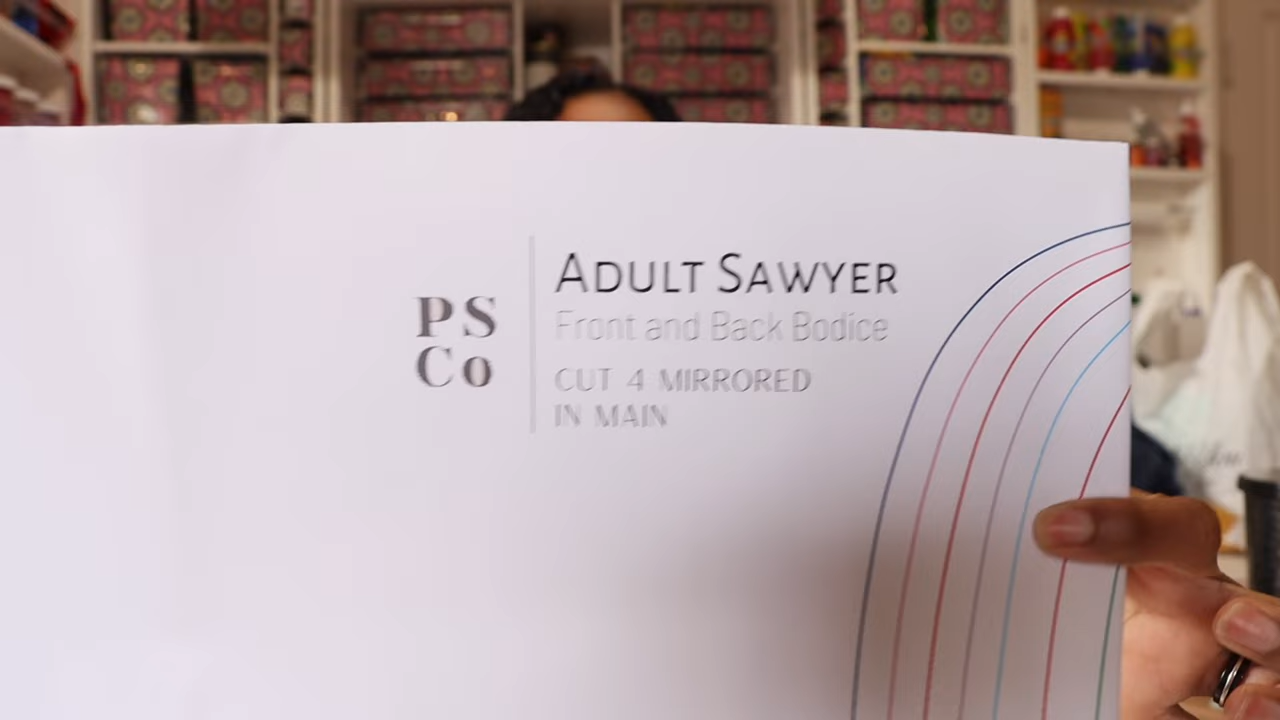 PS
Co
ADULT SAWYER
Front and Back Bodice
CUT 4 MIRRORED
IN MAIN